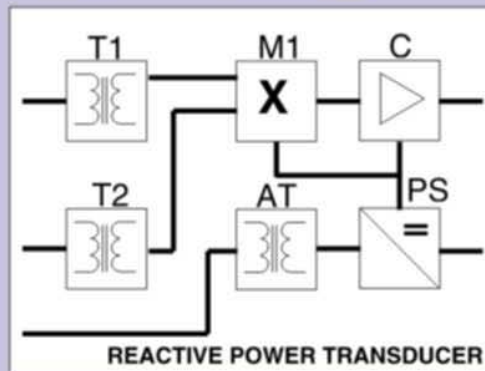 T1 M1 C
X
T2 AT PS
=
REACTIVE POWER TRANSDUCER